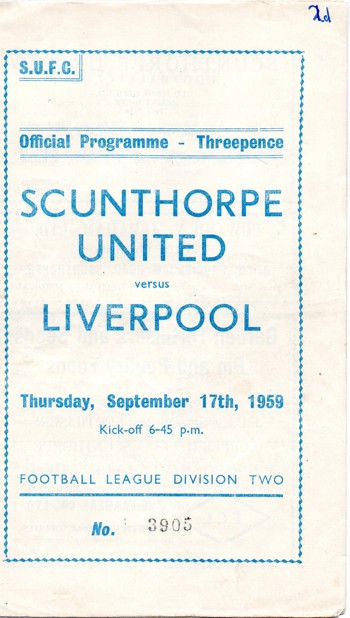 2d
S.U.F.C.
Official Programme - Threepence
SCUNTHORPE
UNITED
versus
LIVERPOOL
Thursday, September 17th, 1959
Kick-off 6-45 p.m.
FOOTBALL LEAGUE DIVISION TWO
No. 3905